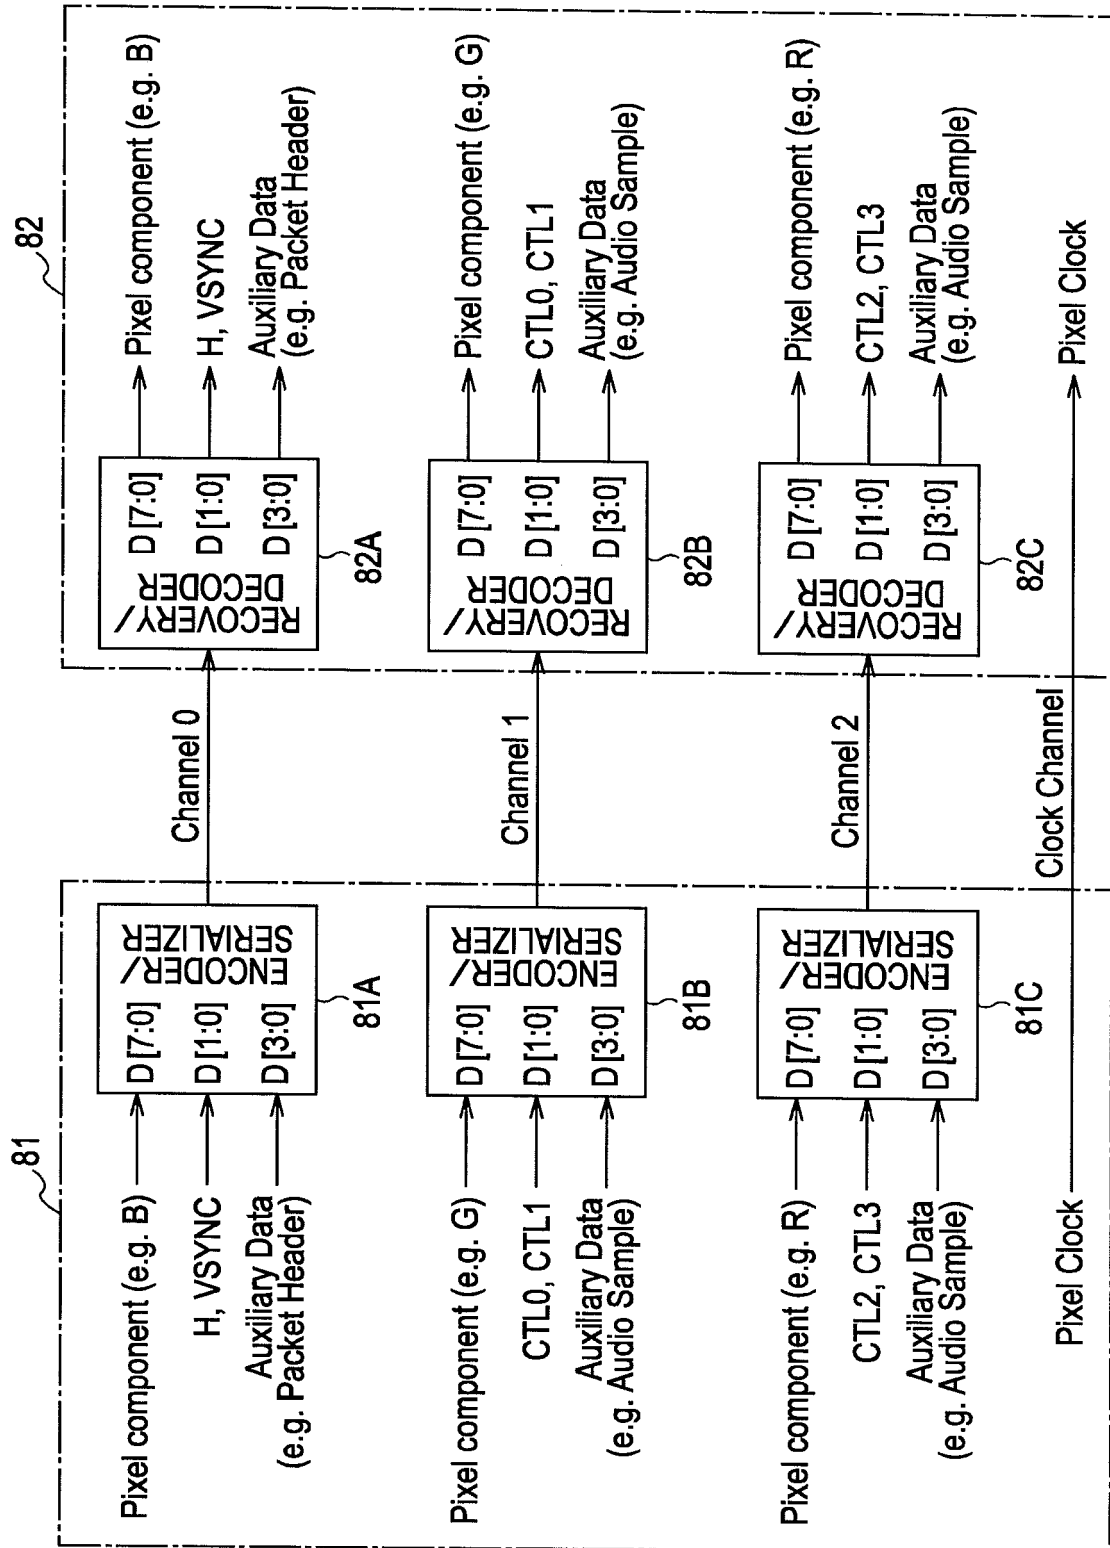 81
82
Pixel component (e.g. B)
H, VSYNC
Auxiliary Data
(e.g. Packet Header)
D [7:0]
D [1:0]
D [3:0]
ENCODER/
SERIALIZER
81A
Channel 0
RECOVERY/
DECODER
D [7:0]
D [1:0]
D [3:0]
82A
Pixel component (e.g. B)
H, VSYNC
Auxiliary Data
(e.g. Packet Header)
Pixel component (e.g. G)
CTL0, CTL1
Auxiliary Data
(e.g. Audio Sample)
D [7:0]
D [1:0]
D [3:0]
ENCODER/
SERIALIZER
81B
Channel 1
RECOVERY/
DECODER
D [7:0]
D [1:0]
D [3:0]
82B
Pixel component (e.g. G)
CTL0, CTL1
Auxiliary Data
(e.g. Audio Sample)
Pixel component (e.g. R)
CTL2, CTL3
Auxiliary Data
(e.g. Audio Sample)
D [7:0]
D [1:0]
D [3:0]
ENCODER/
SERIALIZER
81C
Channel 2
RECOVERY/
DECODER
D [7:0]
D [1:0]
D [3:0]
82C
Pixel component (e.g. R)
CTL2, CTL3
Auxiliary Data
(e.g. Audio Sample)
Pixel Clock
Clock Channel
Pixel Clock